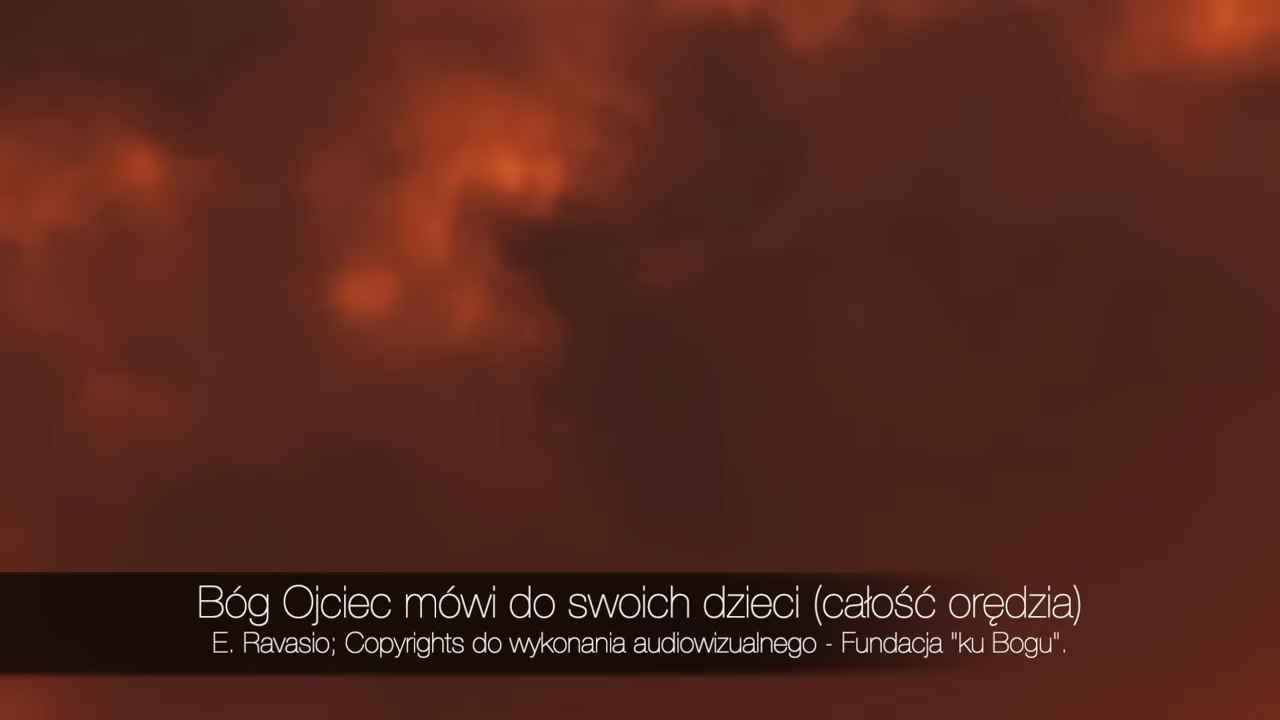 Bóg Ojciec mówi do swoich dzieci (całość orędzia)
E. Ravasio; Copyrights do wykonania audiowizualnego - Fundacja "ku Bogu".